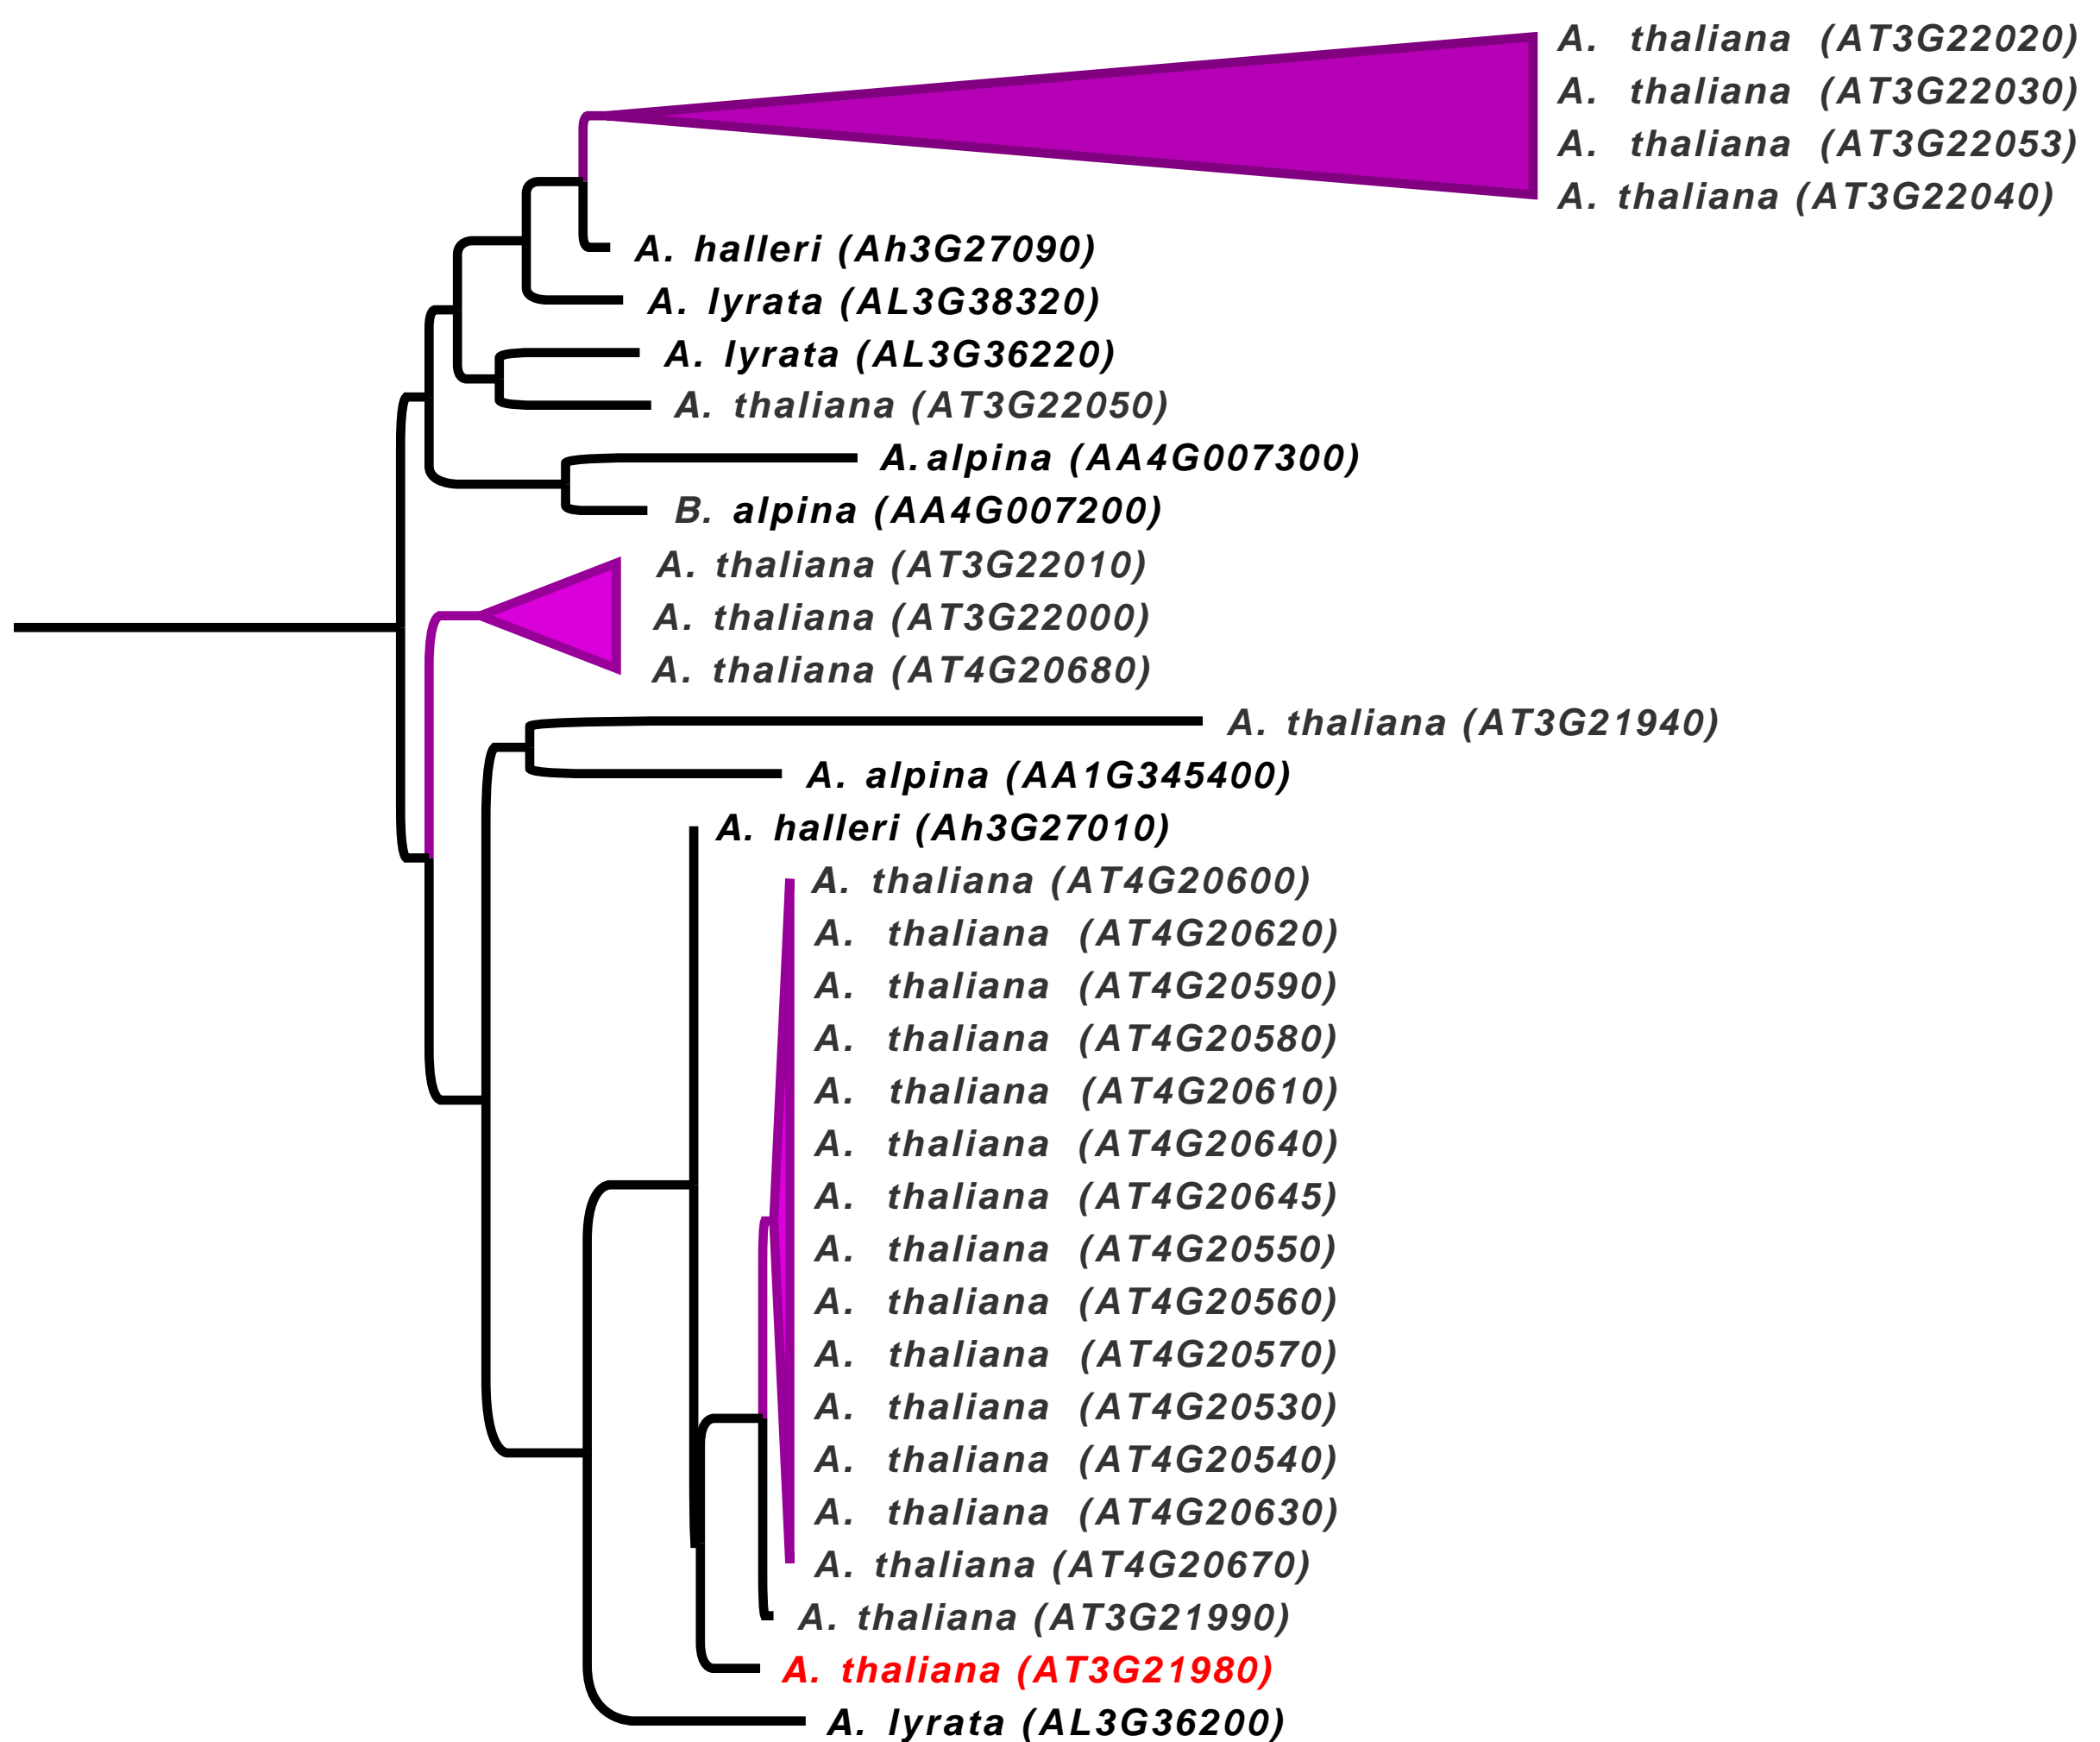 A. thaliana (AT3G22020)
A. thaliana (AT3G22030)
A. thaliana (AT3G22053)
A. thaliana (AT3G22040)
A. halleri (Ah3G27090)
A. lyrata (AL3G38320)
A. lyrata (AL3G36220)
A. thaliana (AT3G22050)
A. alpina (AA4G007300)
B. alpina (AA4G007200)
A. thaliana (AT3G22010)
A. thaliana (AT3G22000)
A. thaliana (AT4G20680)
A. thaliana (AT3G21940)
A. alpina (AA1G345400)
A. halleri (Ah3G27010)
A. thaliana (AT4G20600)
A. thaliana (AT4G20620)
A. thaliana (AT4G20590)
A. thaliana (AT4G20580)
A. thaliana (AT4G20610)
A. thaliana (AT4G20640)
A. thaliana (AT4G20645)
A. thaliana (AT4G20550)
A. thaliana (AT4G20560)
A. thaliana (AT4G20570)
A. thaliana (AT4G20530)
A. thaliana (AT4G20540)
A. thaliana (AT4G20630)
A. thaliana (AT4G20670)
A. thaliana (AT3G21990)
A. thaliana (AT3G21980)
A. lyrata (AL3G36200)